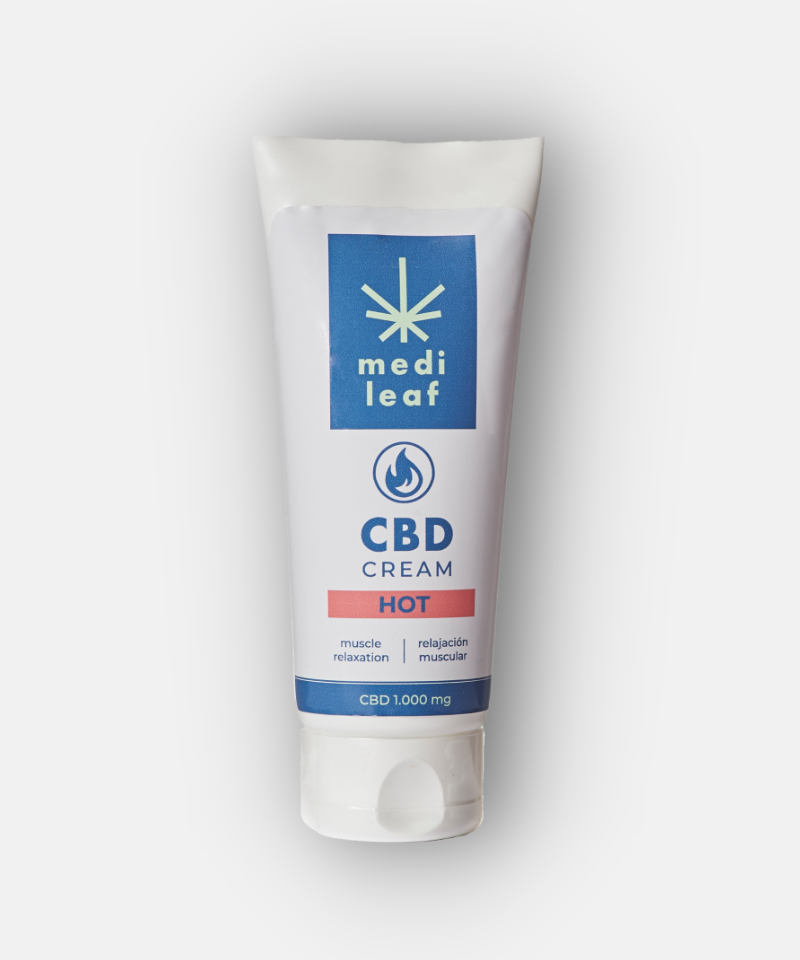 medi
leaf
CBD
CREAM
HOT
muscle
relaxation
relajación
muscular
CBD 1.000 mg